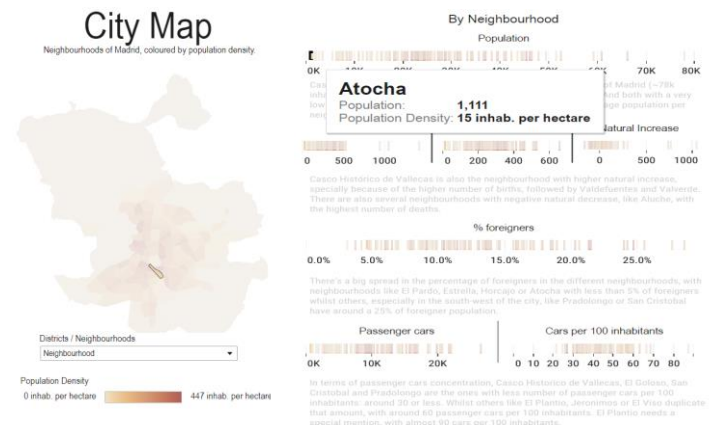 City Map
Neighbourhoods of Madrid, coloured by population density.
Districts / Neighbourhoods
Neighbourhood
Population Density
0 inhab. per hectare
447 inhab. per hectare
By Neighbourhood
Population
0K 70K 80K
Atocha
Population: 1,111
Population Density: 15 inhab. per hectare
of Madrid (~78k
And both with a very
age population per
Natural Increase
0 500 1000
0 200 400 600
0 500 1000
Casco Histórico de Vallecas is also the neighbourhood with higher natural increase,
specially because of the higher number of births, followed by Valdefuentes and Valverde.
There are also several neighbourhoods with negative natural decrease, like Aluche, with
the highest number of deaths.
% foreigners
0.0% 5.0% 10.0% 15.0% 20.0% 25.0%
There's a big spread in the percentage of foreigners in the different neighbourhoods, with
neighbourhoods like El Pardo, Estrella, Horcajo or Atocha with less than 5% of foreigners
whilst others, especially in the south-west of the city, like Pradolongo or San Cristobal
have around a 25% of foreigner population.
Passenger cars
0K 10K 20K
Cars per 100 inhabitants
0 10 20 30 40 50 60 70 80
In terms of passenger cars concentration, Casco Historico de Vallecas, El Goloso, San
Cristobal and Pradolongo are the ones with less number of passenger cars per 100
inhabitants: around 30 or less. Whilst others like El Plantio, Jeronimos or El Viso duplicate
that amount, with around 60 passenger cars per 100 inhabitants. El Plantio needs a
special mention, with almost 90 cars per 100 inhabitants.